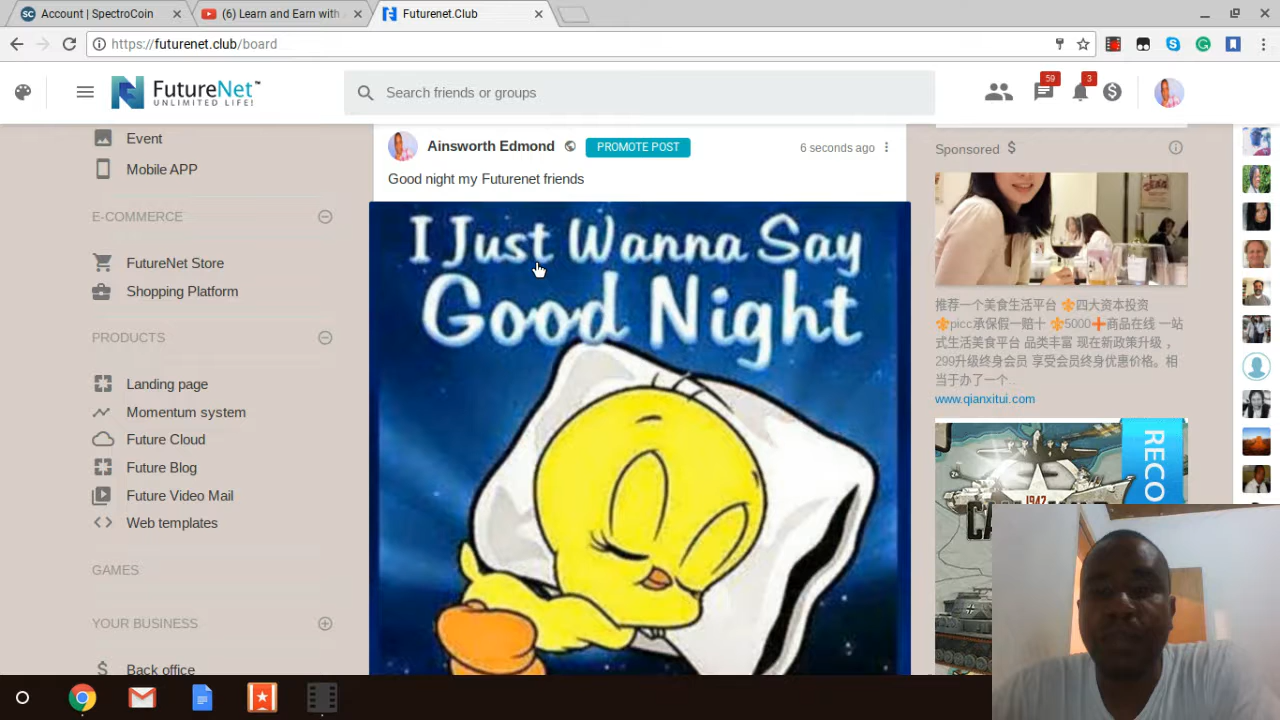 Account | SpectroCoin
(6) Learn and Earn with
Futurenet.Club
https://futurenet.club/board
FutureNet™
UNLIMITED LIFE!
Search friends or groups
59
3
Event
Mobile APP
E-COMMERCE
FutureNet Store
Shopping Platform
PRODUCTS
Landing page
Momentum system
Future Cloud
Future Blog
Future Video Mail
Web templates
GAMES
YOUR BUSINESS
Back office
Ainsworth Edmond
PROMOTE POST
6 seconds ago
Good night my Futurenet friends
I Just Wanna Say
Good Night
Sponsored
推荐一个美食生活平台 ⚜四大资本投资
⚜picc承保假一赔十 ⚜5000➕商品在线 一站
式生活美食平台 品类丰富 现在新政策升级，
299升级终身会员 享受会员终身优惠价格。相
当于办了一个...
www.qianxitui.com
RECO
1942